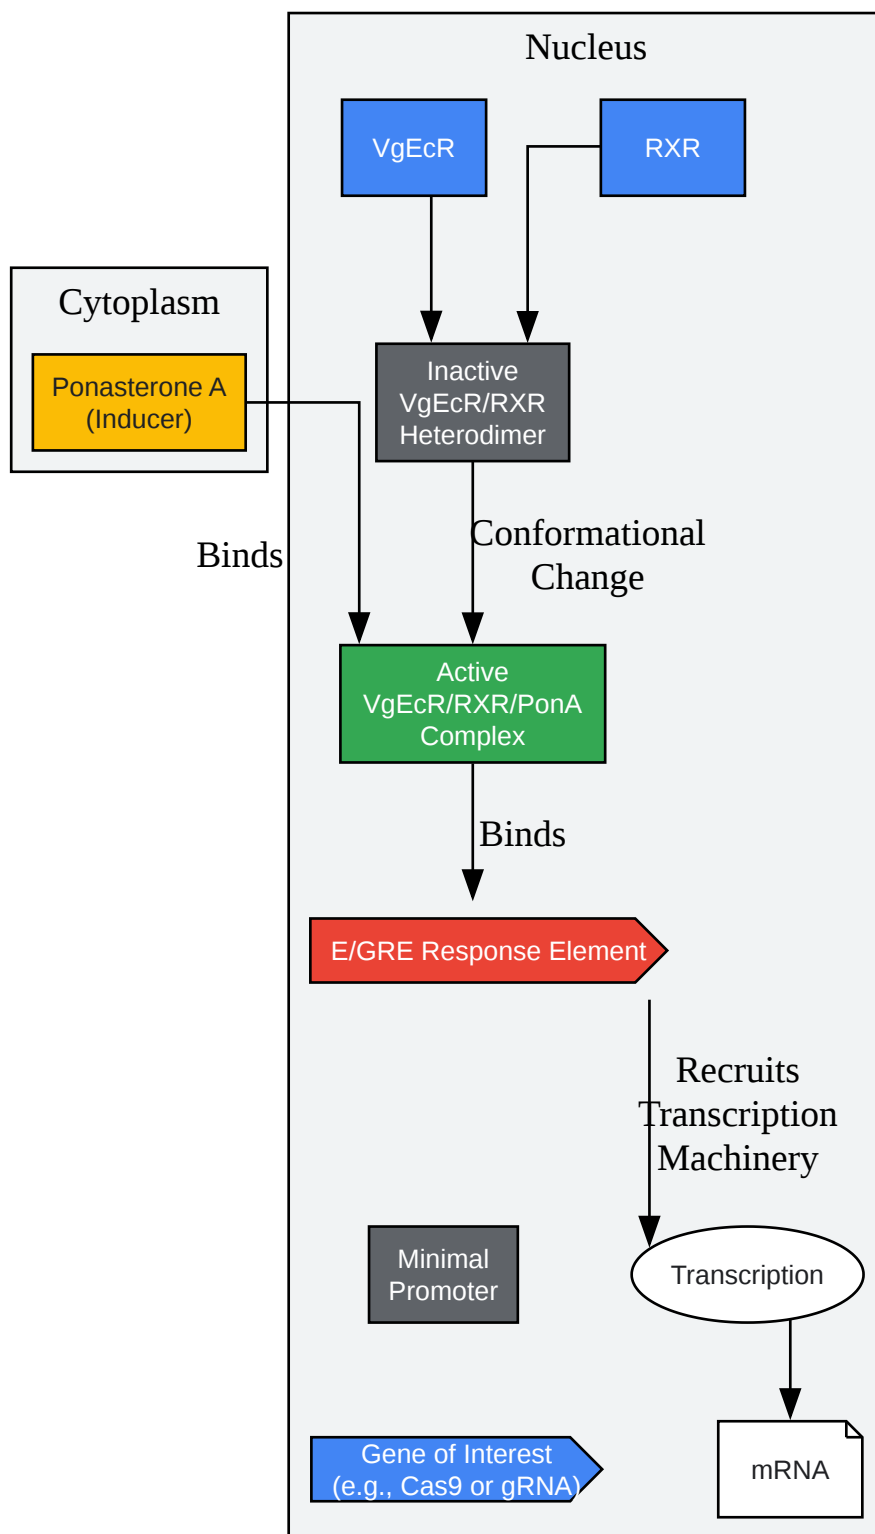 Nucleus
VgEcR
RXR
Cytoplasm
Ponasterone A
(Inducer)
Inactive
VgEcR/RXR
Heterodimer
Binds
Conformational
Change
Active
VgEcR/RXR/PonA
Complex
Binds
E/GRE Response Element
Recruits
Transcription
Machinery
Minimal
Promoter
Transcription
Gene of Interest
(e.g., Cas9 or gRNA)
mRNA